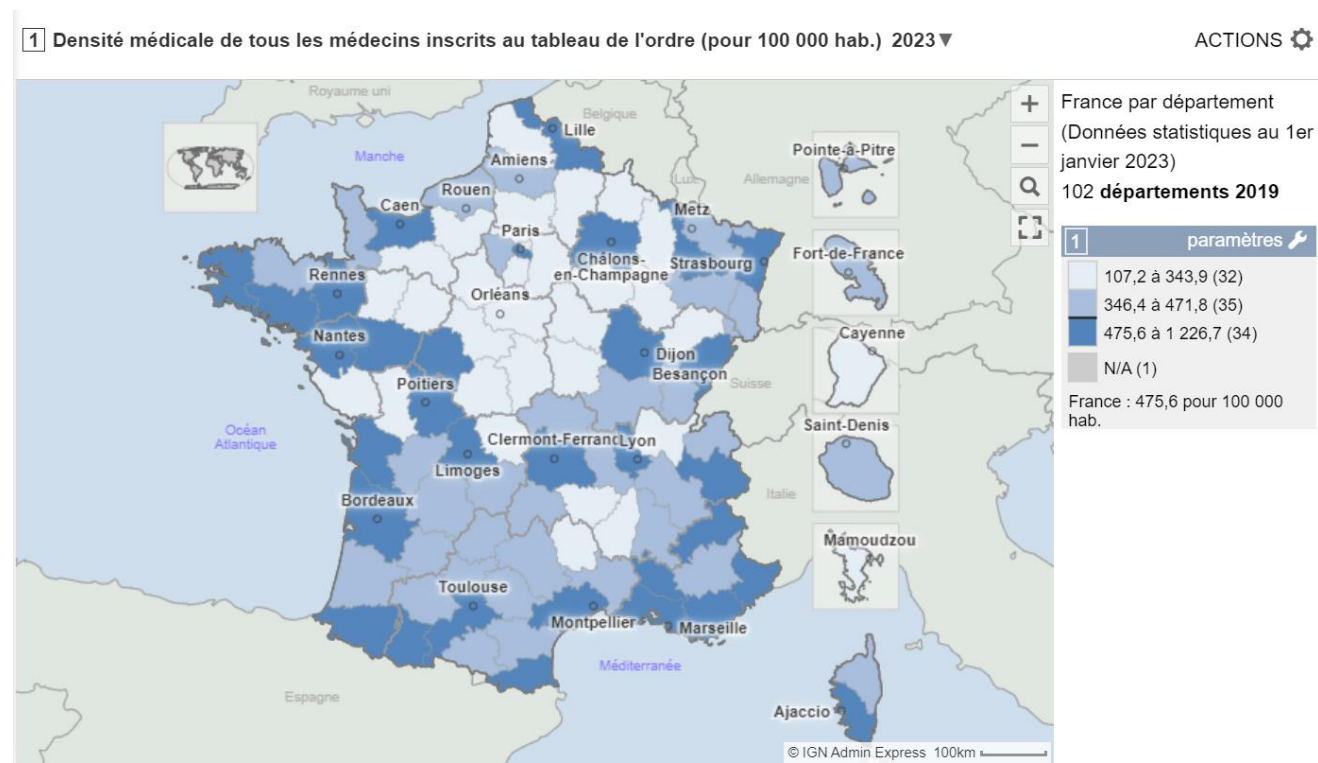 1 Densité médicale de tous les médecins inscrits au tableau de l'ordre (pour 100 000 hab.) 2023▼
ACTIONS
Royaume uni
Belgique
Lille
Manche
Amiens
Lux.
Allemagne
Pointe-à-Pitre
Rouen
Caen
Metz
Paris
Rennes
Châlons-
en-Champagne
Strasbourg
Fort-de-France
Orléans
Nantes
Dijon
Cayenne
Besançon
Suisse
Poitiers
Océan
Atlantique
Clermont-Ferrand
Lyon
Saint-Denis
Limoges
Bordeaux
Italie
Mamoudzou
Toulouse
Montpellier
Marseille
Méditerranée
Espagne
Ajaccio
© IGN Admin Express 100km
+
−
France par département
(Données statistiques au 1er
janvier 2023)
102 départements 2019
1 paramètres
107,2 à 343,9 (32)
346,4 à 471,8 (35)
475,6 à 1 226,7 (34)
N/A (1)
France : 475,6 pour 100 000
hab.